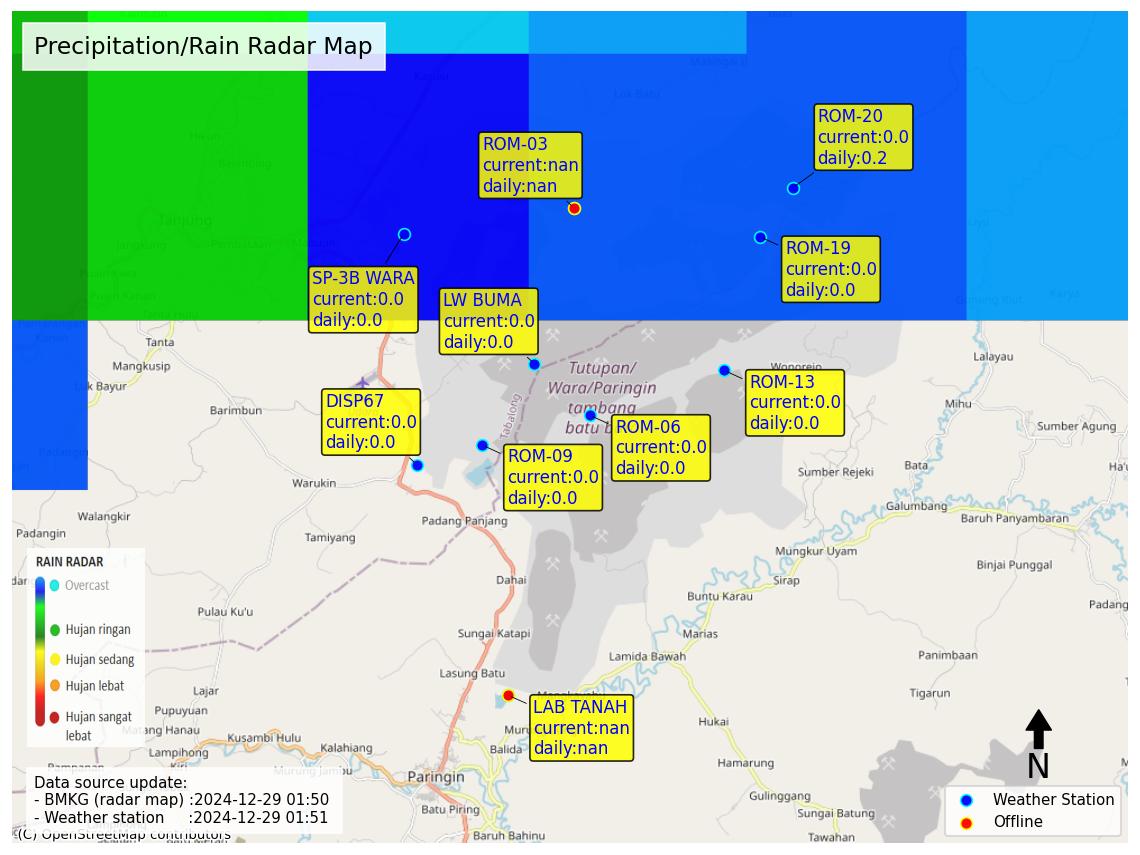 Precipitation/Rain Radar Map
ROM-20
current:0.0
daily:0.2
ROM-03
current:nan
daily:nan
ROM-19
current:0.0
daily:0.0
SP-3B WARA
current:0.0
daily:0.0
LW BUMA
current:0.0
daily:0.0
Tanjung
Tanta
Mangkusip
Luk Bayur
Barimbun
Tabalong
Tutupan/
Wara/Paringin
tambang
batu b
Wonorejo
Lalayau
Mihu
Sumber Agung
ROM-13
current:0.0
daily:0.0
DISP67
current:0.0
daily:0.0
ROM-06
current:0.0
daily:0.0
ROM-09
current:0.0
daily:0.0
Sumber Rejeki
Bata
Ha'u
Warukin
Galumbang
Baruh Panyambaran
Walangkir
Padangin
Padang Panjang
Tamiyang
Mungkur Uyam
Binjai Punggal
Dahai
Sirap
Buntu Karau
Padang
Pulau Ku'u
Sungai Katapi
Marias
Lamida Bawah
Panimbaan
Lasung Batu
Tigarun
Lajar
Pupuyuan
Matang Hanau
Hukai
LAB TANAH
current:nan
daily:nan
Kusambi Hulu
Lampihong
Kalahiang
Balida
Hamarung
Murung Jambu
Paringin
Gulinggang
Batu Piring
Sungai Batung
Baruh Bahinu
Tawahan
RAIN RADAR
Overcast
Hujan ringan
Hujan sedang
Hujan lebat
Hujan sangat
lebat
Data source update:
- BMKG (radar map) :2024-12-29 01:50
- Weather station :2024-12-29 01:51
(C) OpenStreetMap contributors
N
Weather Station
Offline